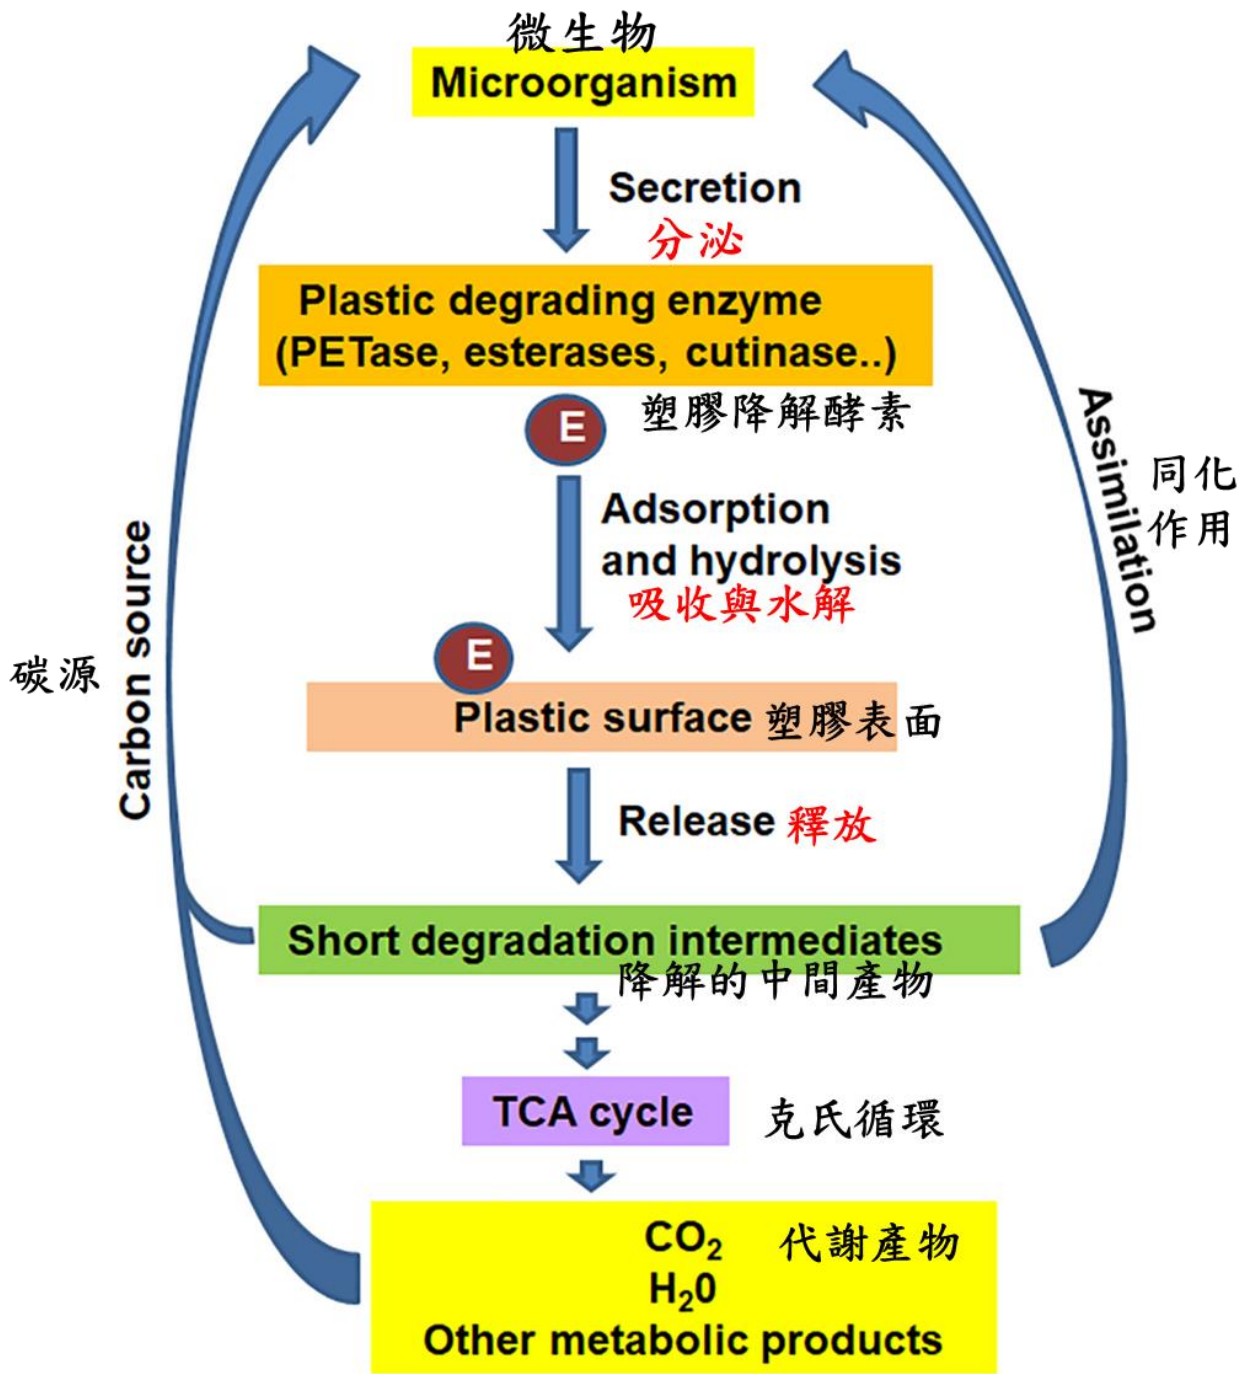 微生物
Microorganism
Secretion
分泌
Plastic degrading enzyme
(PETase, esterases, cutinase..)
塑膠降解酵素
E
Adsorption
and hydrolysis
吸收與水解
E
Plastic surface 塑膠表面
Release 釋放
Short degradation intermediates
降解的中間產物
TCA cycle 克氏循環
CO₂ 代謝產物
H₂0
Other metabolic products
Carbon source
碳源
Assimilation
同化
作用